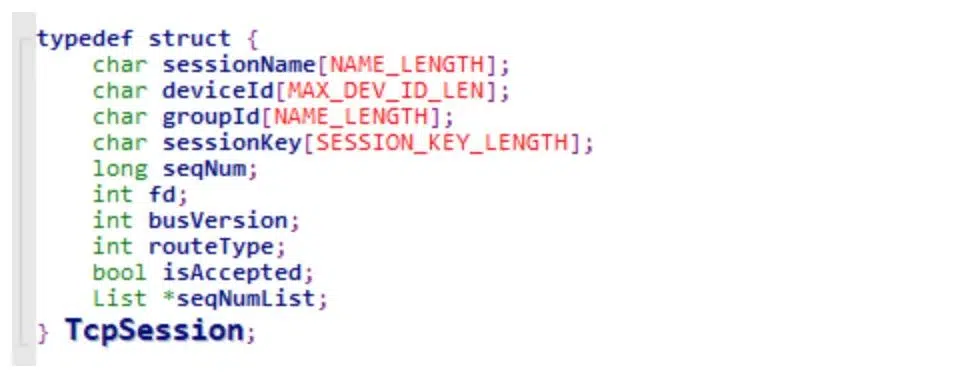 typedef struct {
    char sessionName[NAME_LENGTH];
    char deviceId[MAX_DEV_ID_LEN];
    char groupId[NAME_LENGTH];
    char sessionKey[SESSION_KEY_LENGTH];
    long seqNum;
    int fd;
    int busVersion;
    int routeType;
    bool isAccepted;
    List *seqNumList;
} TcpSession;